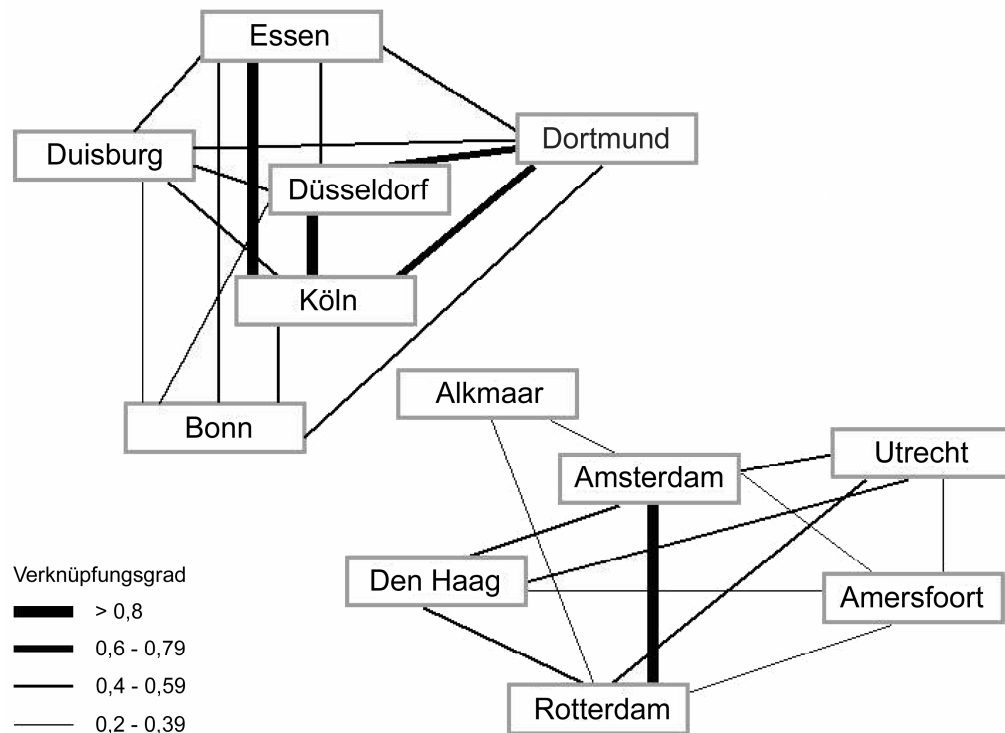 Essen
Dortmund
Duisburg
Düsseldorf
Köln
Bonn
Alkmaar
Utrecht
Amsterdam
Den Haag
Amersfoort
Rotterdam
Verknüpfungsgrad
> 0,8
0,6 - 0,79
0,4 - 0,59
0,2 - 0,39